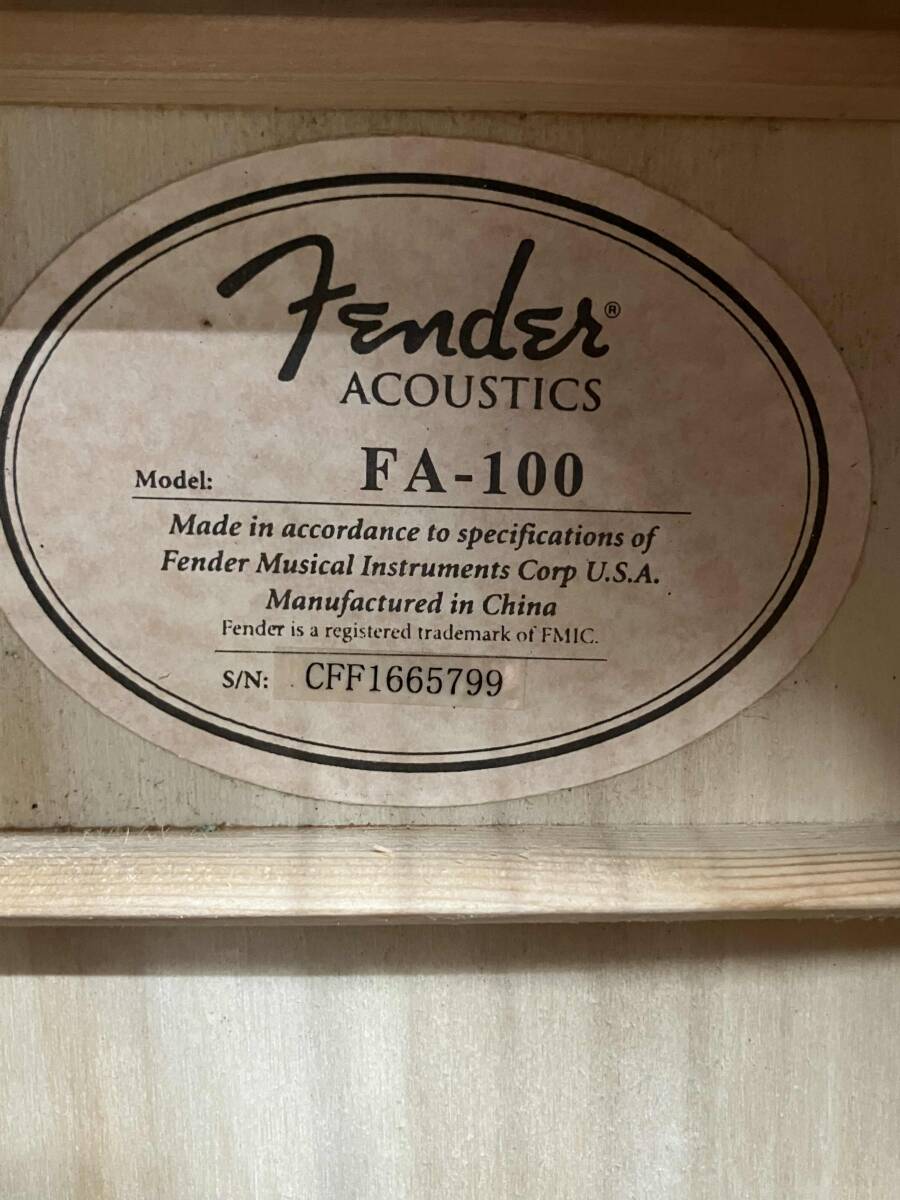 Fender®
ACOUSTICS
Model: FA-100
Made in accordance to specifications of
Fender Musical Instruments Corp U.S.A.
Manufactured in China
Fender is a registered trademark of FMIC.
S/N: CFF1665799